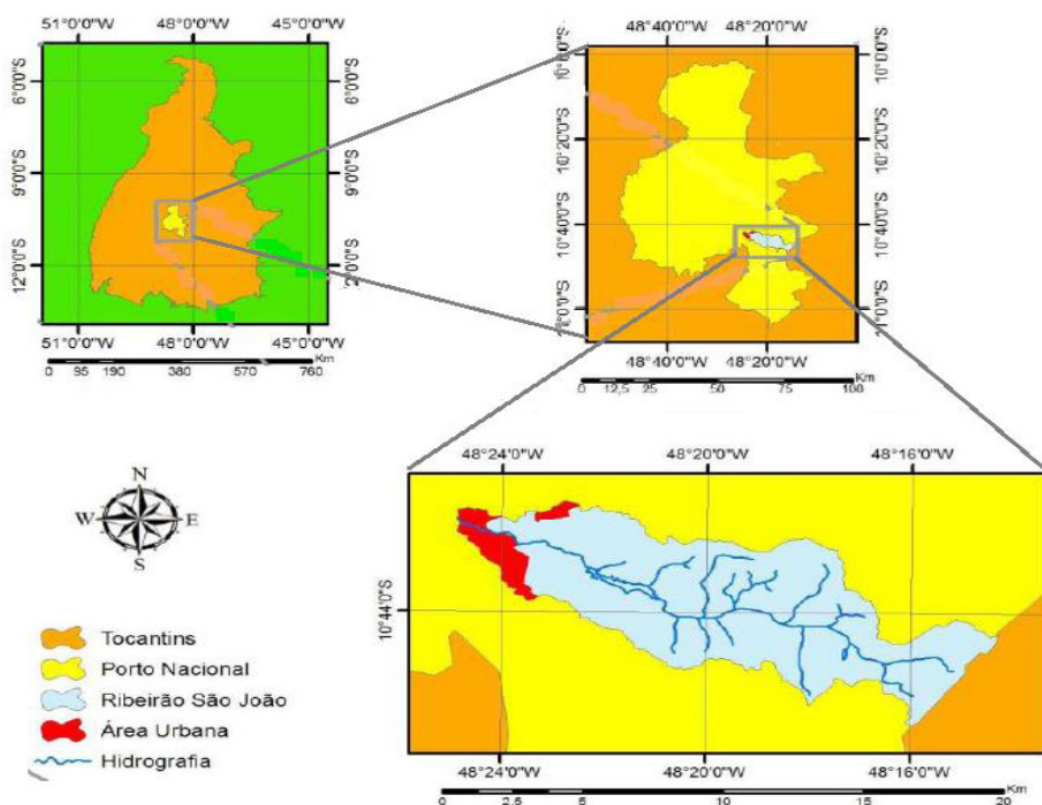 51°0'0"W 48°0'0"W 45°0'0"W
6°0'0"S 6°0'0"S
9°0'0"S 9°0'0"S
12°0'0"S 12°0'0"S
51°0'0"W 48°0'0"W 45°0'0"W
0 95 190 380 570 760 Km
48°40'0"W 48°20'0"W
10°0'0"S 10°0'0"S
10°20'0"S 10°20'0"S
10°40'0"S 10°40'0"S
11°0'0"S 11°0'0"S
48°40'0"W 48°20'0"W
0 12,5 25 50 75 100 Km
48°24'0"W 48°20'0"W 48°16'0"W
10°44'0"S
48°24'0"W 48°20'0"W 48°16'0"W
0 2,5 5 10 15 20 Km
N
W E
S
Tocantins
Porto Nacional
Ribeirão São João
Área Urbana
Hidrografia